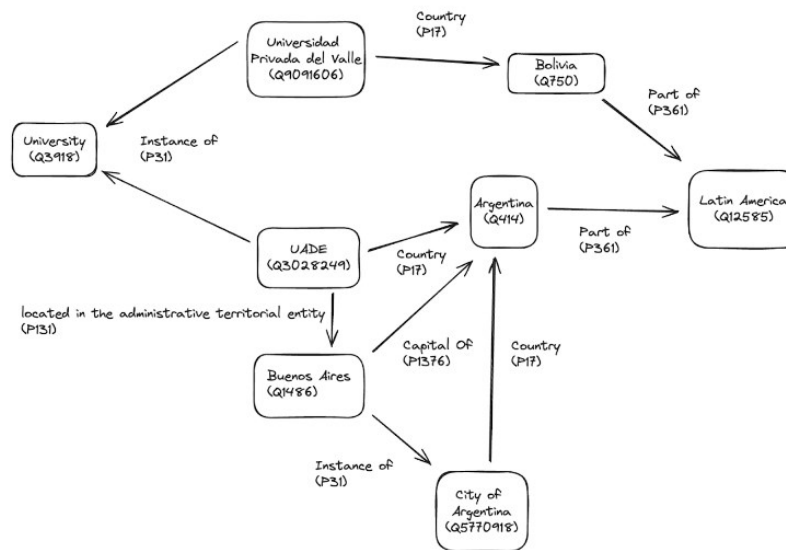 Universidad
Privada del Valle
(Q9091606)
Country
(P17)
Bolivia
(Q750)
Part of
(P361)
University
(Q3918)
Instance of
(P31)
Argentina
(Q414)
Latin America
(Q12585)
Part of
(P361)
UADE
(Q3028249)
Country
(P17)
located in the administrative territorial entity
(P131)
Capital Of
(P1376)
Country
(P17)
Buenos Aires
(Q1486)
Instance of
(P31)
City of
Argentina
(Q5770918)